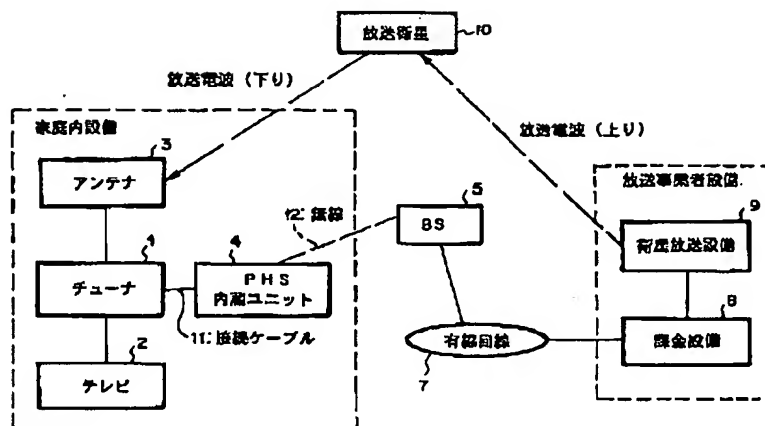 放送衛星
10
放送電波（下り）
家庭内設備
3
アンテナ
放送電波（上り）
放送事業者設備
9
衛星放送設備
5
BS
12：無線
4
PHS
内蔵ユニット
1
チューナ
11：接続ケーブル
8
課金設備
2
テレビ
有線回線
7